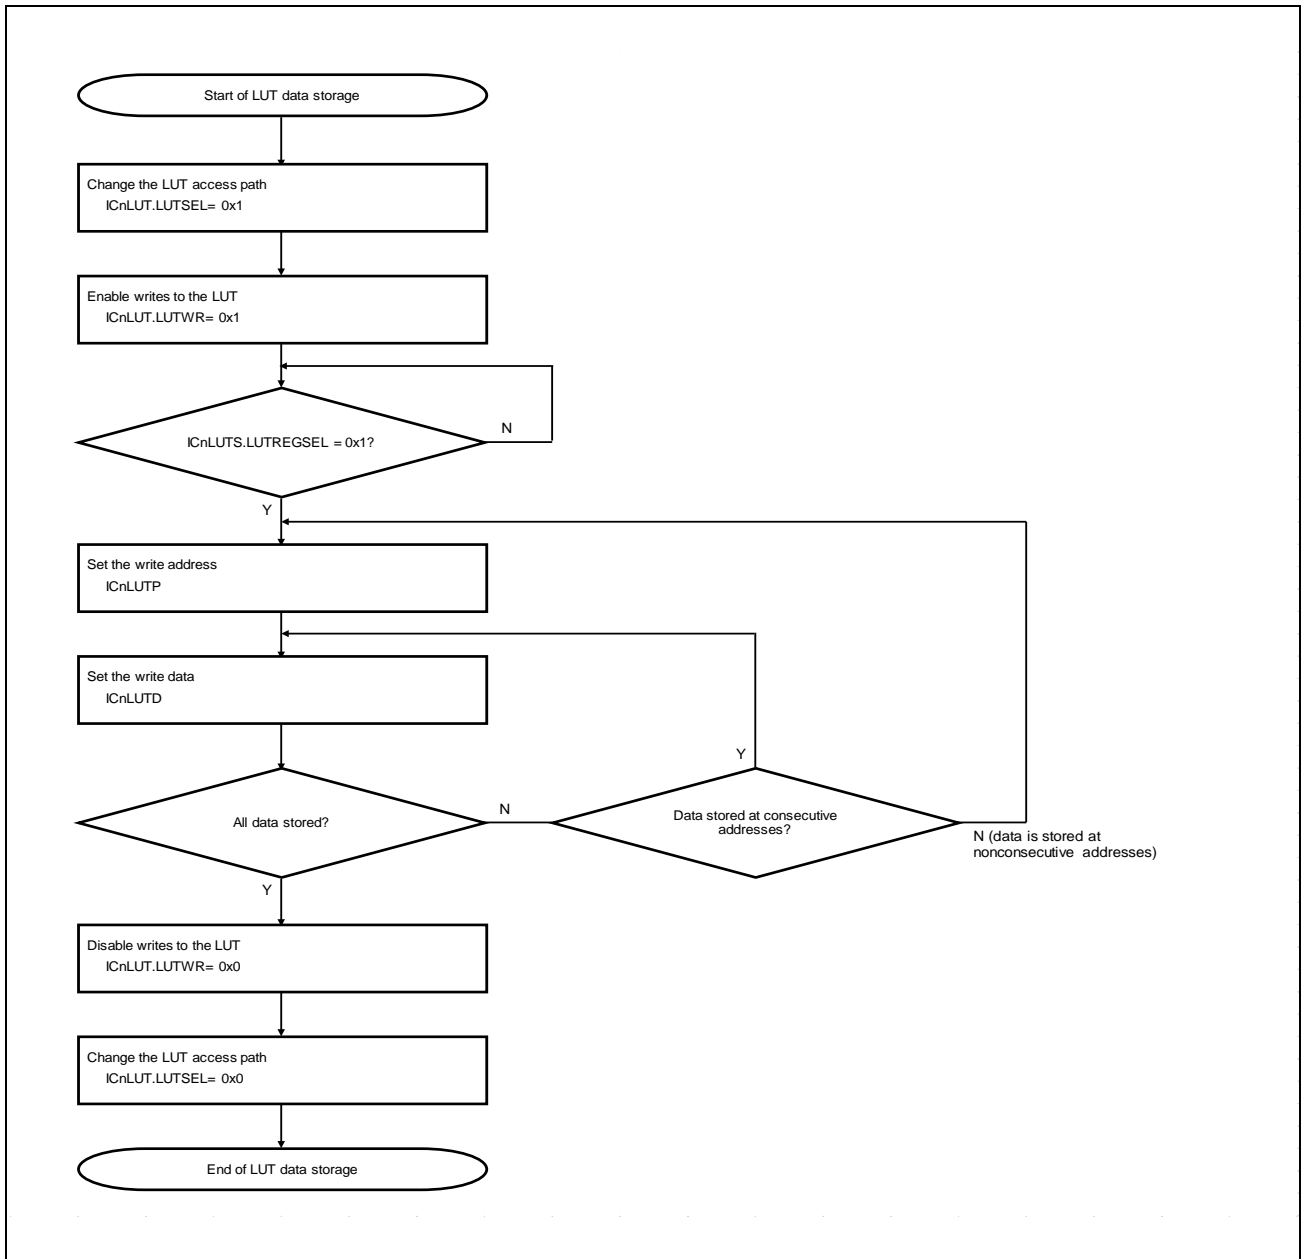 Start of LUT data storage
Change the LUT access path
ICnLUT.LUTSEL= 0x1
Enable writes to the LUT
ICnLUT.LUTWR= 0x1
ICnLUTS.LUTREGSEL = 0x1?
N
Y
Set the write address
ICnLUTP
Set the write data
ICnLUTD
All data stored?
N
Y
Data stored at consecutive
addresses?
N (data is stored at
nonconsecutive addresses)
Y
Disable writes to the LUT
ICnLUT.LUTWR= 0x0
Change the LUT access path
ICnLUT.LUTSEL= 0x0
End of LUT data storage